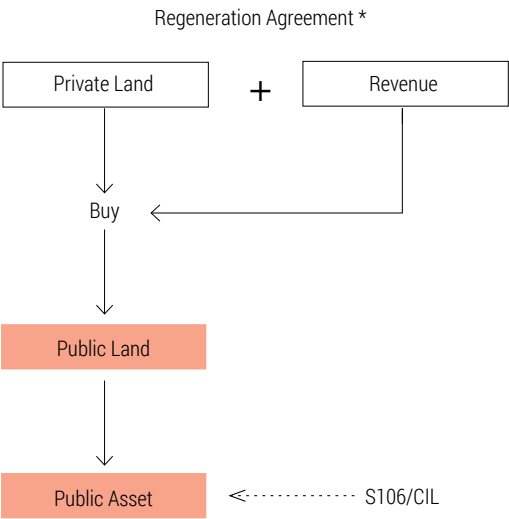 Regeneration Agreement *
Private Land
+
Revenue
Buy
Public Land
Public Asset
S106/CIL